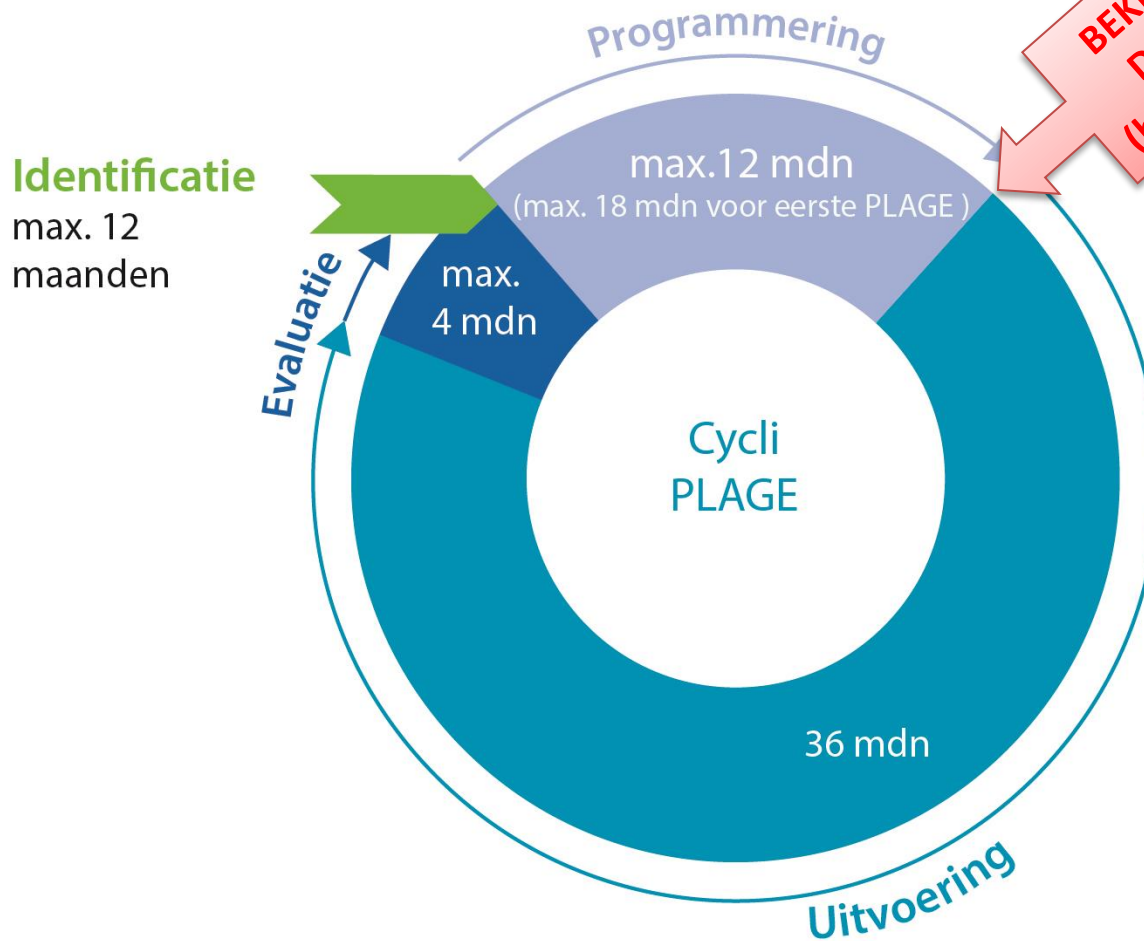 Programmering
max.12 mdn
(max. 18 mdn voor eerste PLAGE )
Identificatie
max. 12
maanden
Evaluatie
max.
4 mdn
Cycli
PLAGE
36 mdn
Uitvoering